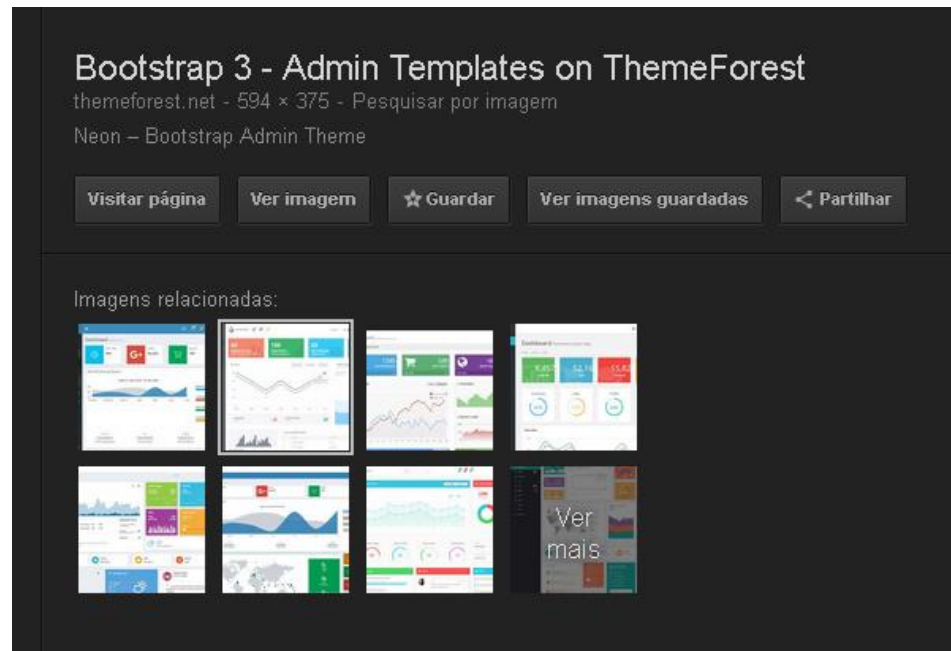 Bootstrap 3 - Admin Templates on ThemeForest
themeforest.net - 594 × 375 - Pesquisar por imagem
Neon – Bootstrap Admin Theme
Visitar página
Ver imagem
Guardar
Ver imagens guardadas
Partilhar
Imagens relacionadas:
G+
Dashboard
G+
Ver
mais